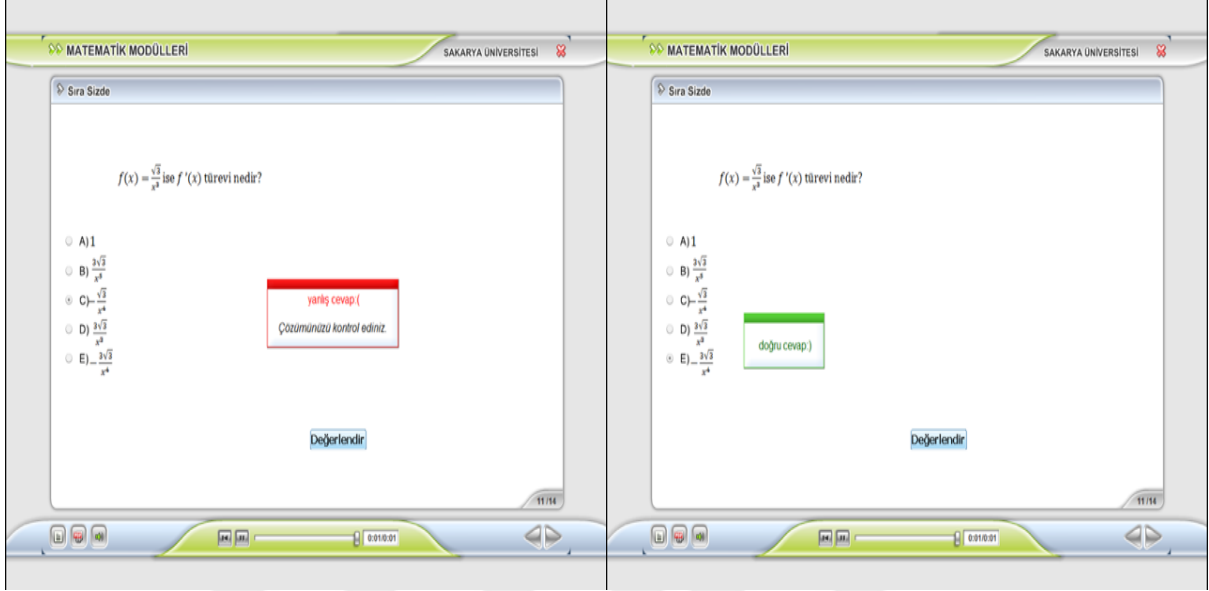 MATEMATİK MODÜLLERİ
SAKARYA ÜNİVERSİTESİ
Sıra Sizde
f(x) = √3/x³ ise f '(x) türevi nedir?
A) 1
B) 3√3/x³
C)-√3/x⁴
D) 3√3/x³
E)_ 3√3/x⁴
yanlış cevap:(
Çözümünüzü kontrol ediniz.
Değerlendir
11 /14
0:01/0:01
MATEMATİK MODÜLLERİ
SAKARYA ÜNİVERSİTESİ
Sıra Sizde
f(x) = √3/x³ ise f '(x) türevi nedir?
A) 1
B) 3√3/x³
C)-√3/x⁴
D) 3√3/x³
E)_ 3√3/x⁴
doğru cevap:)
Değerlendir
11 /14
0:01/0:01